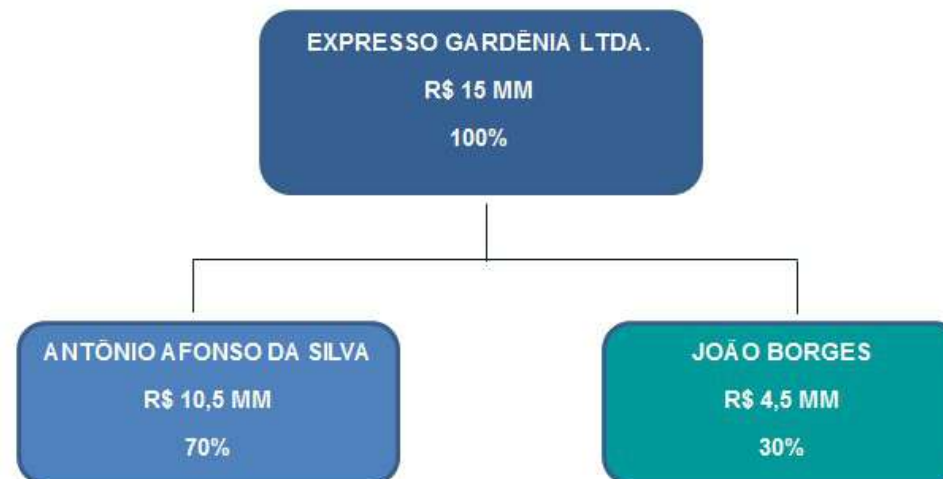 EXPRESSO GARDÊNIA LTDA.
R$ 15 MM
100%
ANTÔNIO AFONSO DA SILVA
R$ 10,5 MM
70%
JOÃO BORGES
R$ 4,5 MM
30%